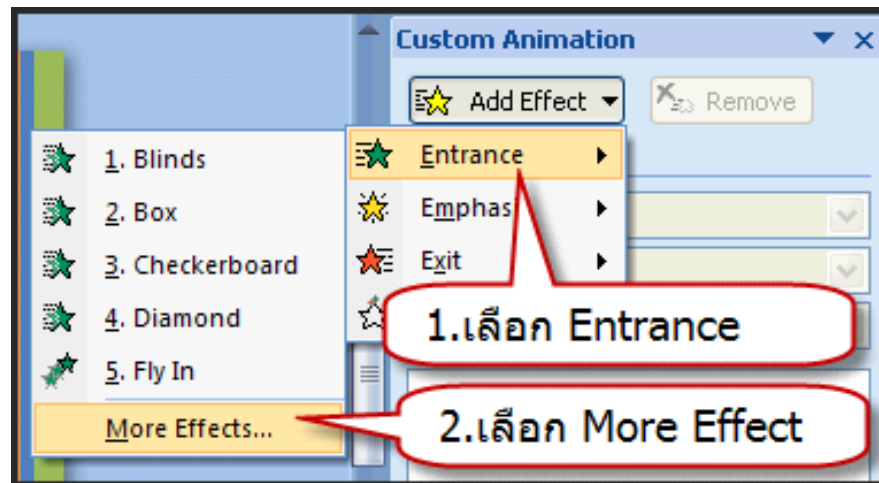 Custom Animation
Add Effect
Remove
Entrance
Emphas
Exit
1. Blinds
2. Box
3. Checkerboard
4. Diamond
5. Fly In
More Effects...
1.เลือก Entrance
2.เลือก More Effect